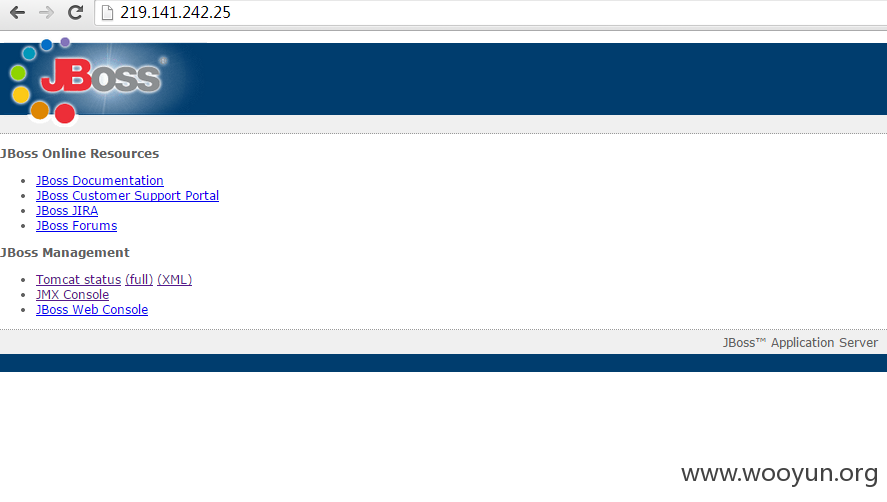 219.141.242.25
JBoss
JBoss Online Resources
JBoss Documentation
JBoss Customer Support Portal
JBoss JIRA
JBoss Forums
JBoss Management
Tomcat status (full) (XML)
JMX Console
JBoss Web Console
JBoss™ Application Server
www.wooyun.org